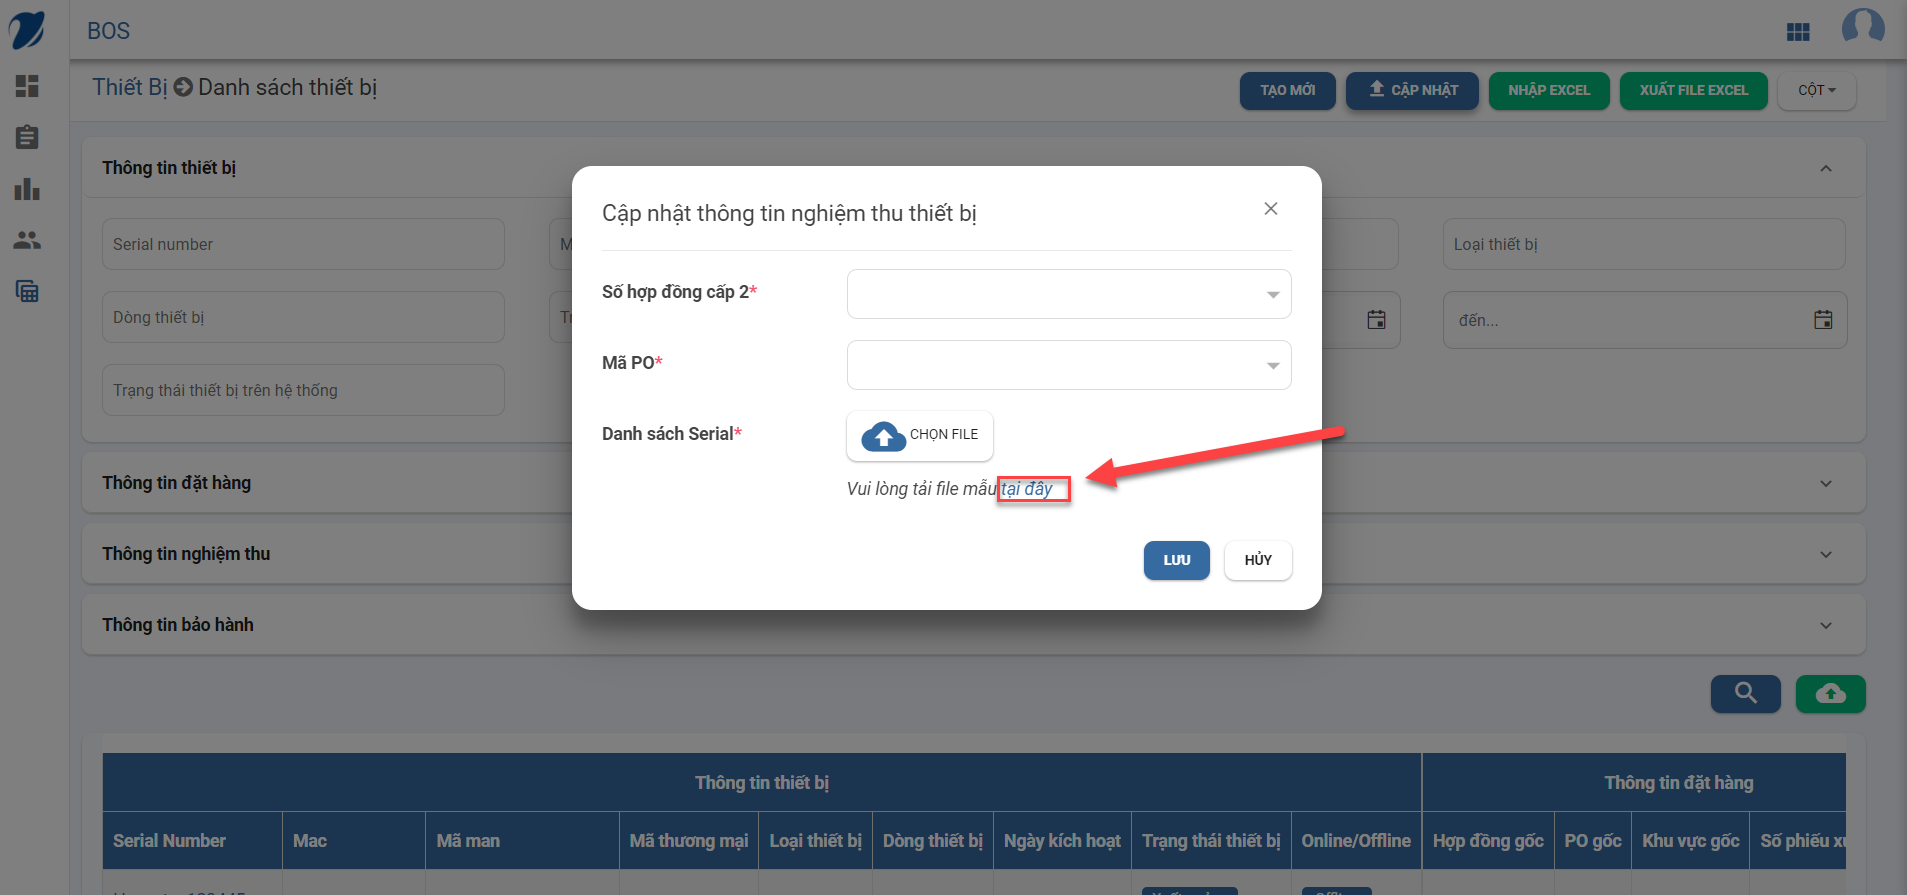 BOS
Thiết Bị Danh sách thiết bị
TẠO MỚI
CẬP NHẬT
NHẬP EXCEL
XUẤT FILE EXCEL
CỘT
Thông tin thiết bị
Serial number
M
Loại thiết bị
Dòng thiết bị
đến...
Trạng thái thiết bị trên hệ thống
Cập nhật thông tin nghiệm thu thiết bị
Số hợp đồng cấp 2*
Mã PO*
Danh sách Serial*
CHỌN FILE
Vui lòng tải file mẫu tại đây
LƯU
HỦY
Thông tin đặt hàng
Thông tin nghiệm thu
Thông tin bảo hành
Thông tin thiết bị Thông tin đặt hàng
Serial Number Mac Mã man Mã thương mại Loại thiết bị Dòng thiết bị Ngày kích hoạt Trạng thái thiết bị Online/Offline Hợp đồng gốc PO gốc Khu vực gốc Số phiếu